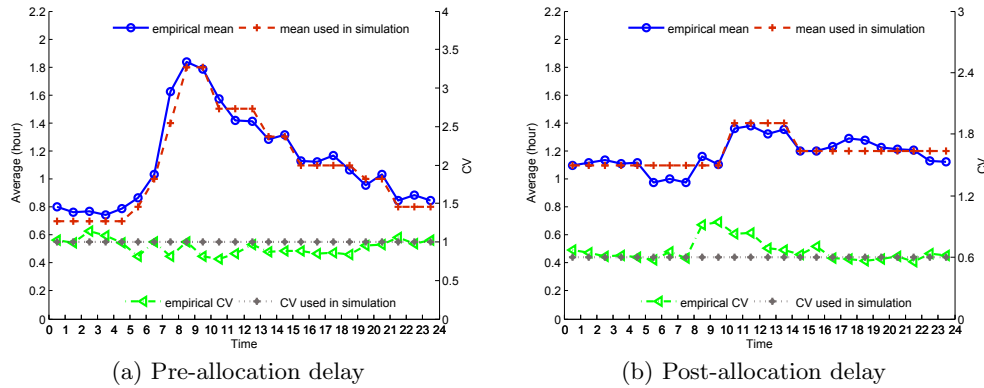 2.2
2
1.8
1.6
1.4
1.2
1
0.8
0.6
0.4
0.2
0
Average (hour)
empirical mean
mean used in simulation
empirical CV
CV used in simulation
4
3.5
3
2.5
2
1.5
1
0.5
0
CV
0 1 2 3 4 5 6 7 8 9 10 11 12 13 14 15 16 17 18 19 20 21 22 23 24
Time
(a) Pre-allocation delay
2.2
2
1.8
1.6
1.4
1.2
1
0.8
0.6
0.4
0.2
0
Average (hour)
empirical mean
mean used in simulation
empirical CV
CV used in simulation
3
2.4
1.8
1.2
0.6
0
CV
0 1 2 3 4 5 6 7 8 9 10 11 12 13 14 15 16 17 18 19 20 21 22 23 24
Time
(b) Post-allocation delay